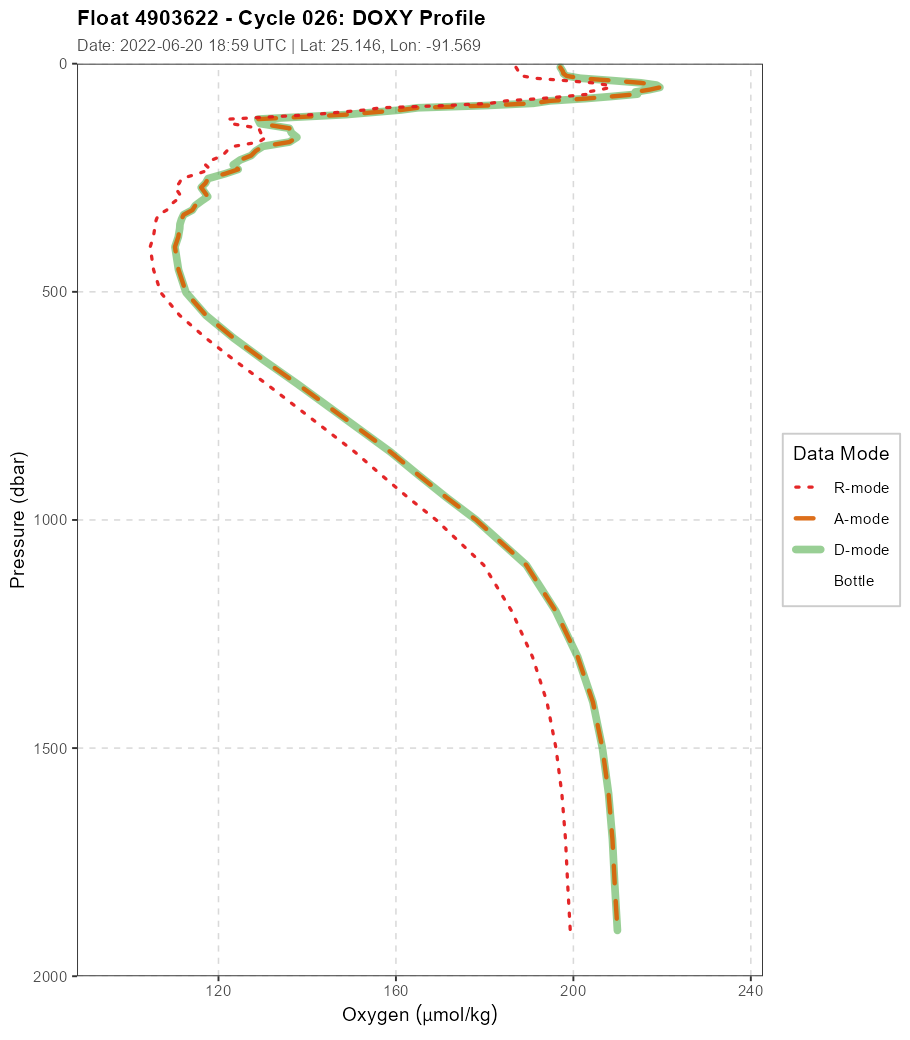 Float 4903622 - Cycle 026: DOXY Profile
Date: 2022-06-20 18:59 UTC | Lat: 25.146, Lon: -91.569
0
500
1000
1500
2000
Pressure (dbar)
120
160
200
240
Oxygen (μmol/kg)
Data Mode
R-mode
A-mode
D-mode
Bottle